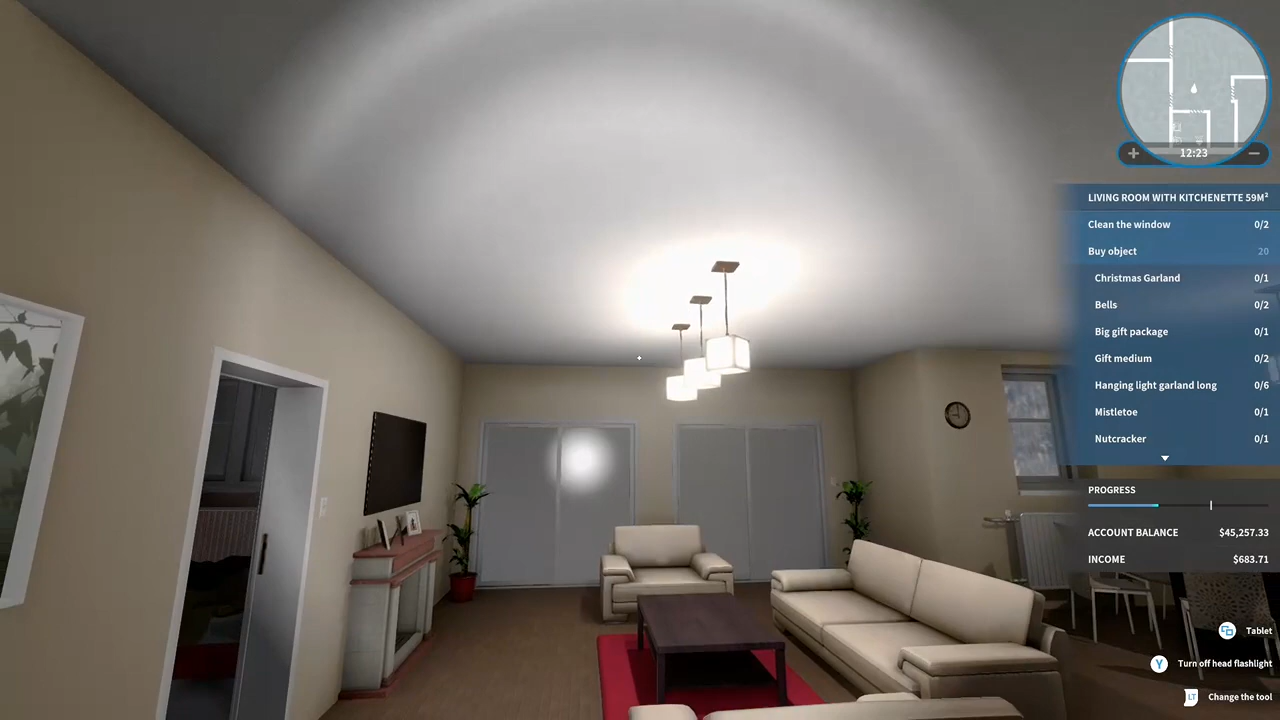 12:23
LIVING ROOM WITH KITCHENETTE 59M²
Clean the window 0/2
Buy object 20
Christmas Garland 0/1
Bells 0/2
Big gift package 0/1
Gift medium 0/2
Hanging light garland long 0/6
Mistletoe 0/1
Nutcracker 0/1
PROGRESS
ACCOUNT BALANCE $45,257.33
INCOME $683.71
Tablet
Y Turn off head flashlight
LT Change the tool